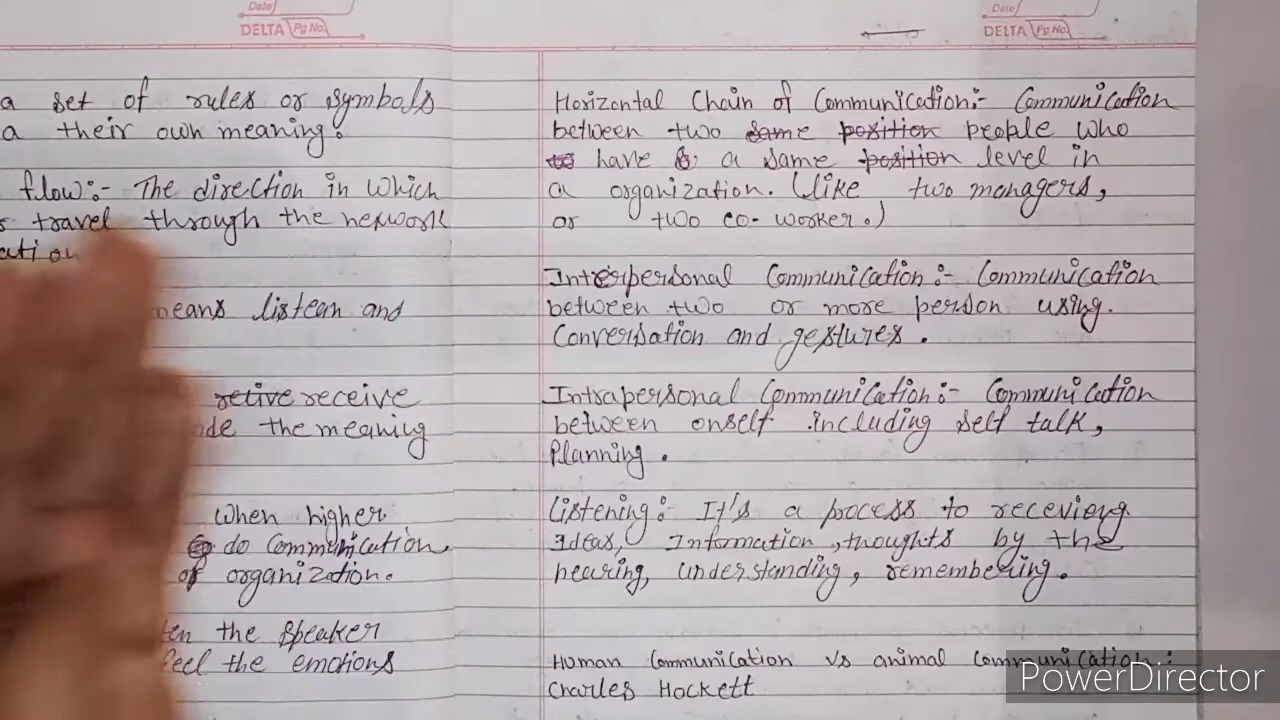 Date
DELTA Pg No.
a set of rules or symbols
a their own meaning.
flow:- The direction in which
travel through the network
means listean and
retive receive
the meaning
When higher
do Communication
of organization.
the speaker
feel the emotions
Date
DELTA Pg No.
Horizontal Chain of Communication:- Communication
between two same position people who
have a same position level in
a organization. (like two managers,
or two co-worker.)
Interpersonal Communication:- Communication
between two or more person using.
Conversation and gestures.
Intrapersonal Communication:- Communication
between onself including self talk,
Planning.
Listening:- It's a process to receving
Ideas, Information, thoughts by the
hearing, understanding, remembering.
Human Communication vs animal Communication:
Charles Hockett
PowerDirector